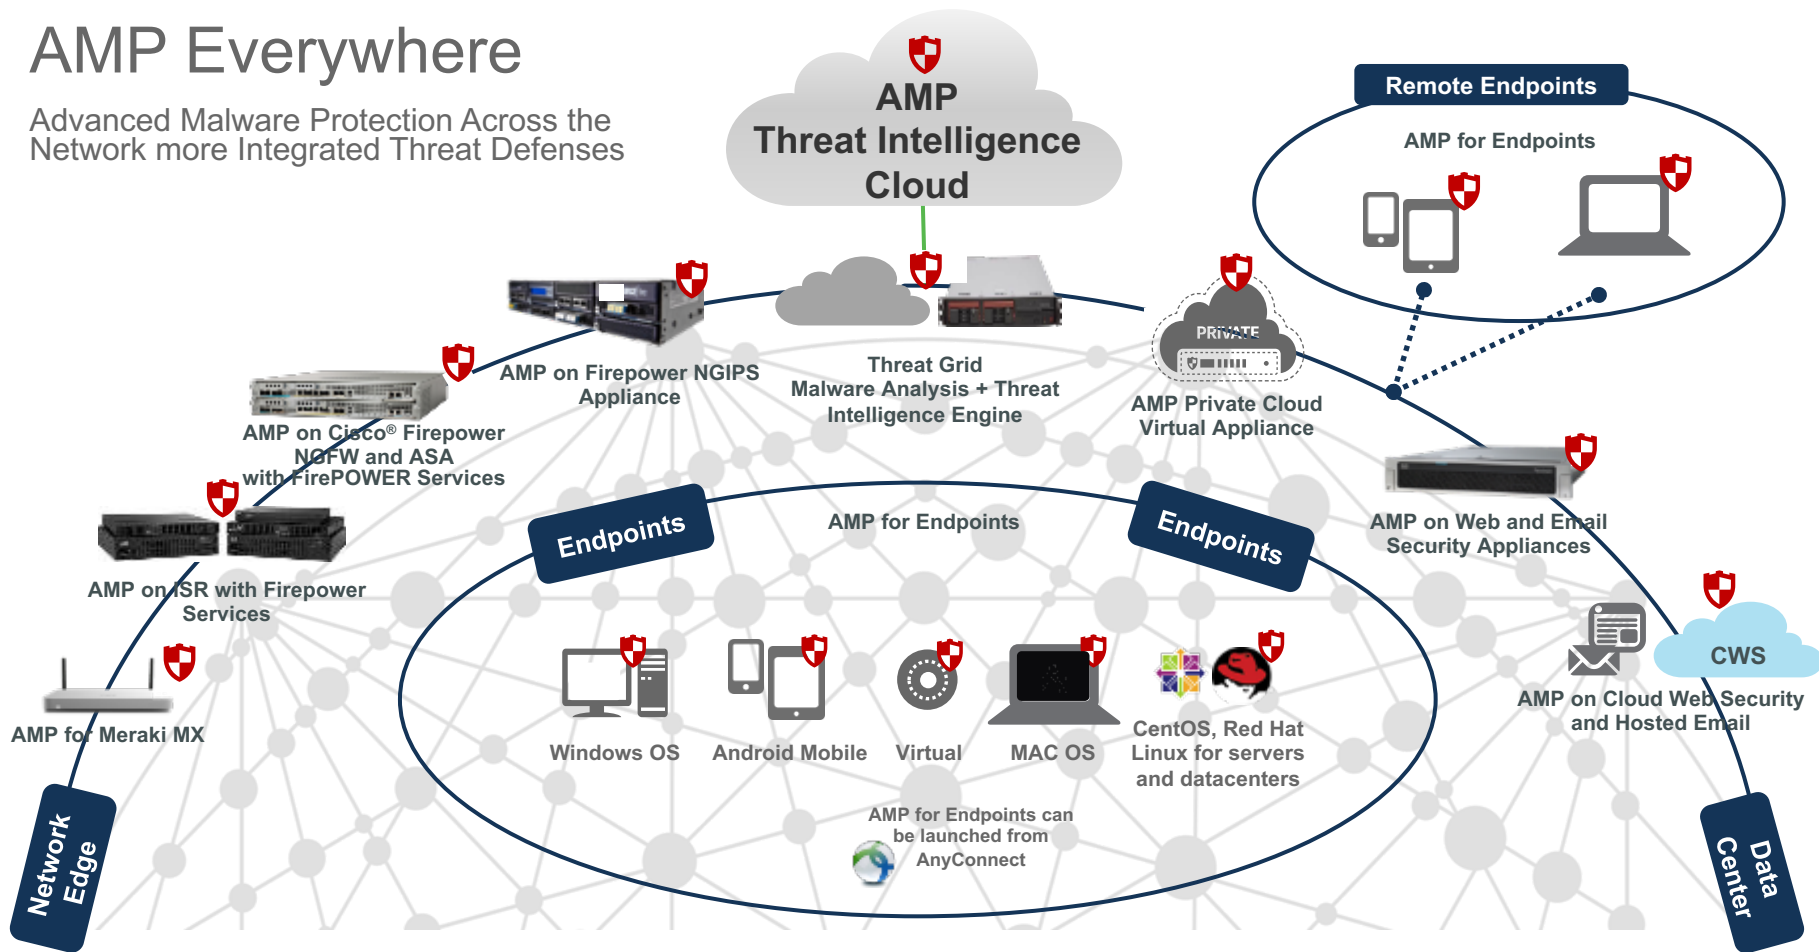 AMP Everywhere
Advanced Malware Protection Across the
Network more Integrated Threat Defenses
AMP
Threat Intelligence
Cloud
Remote Endpoints
AMP for Endpoints
AMP on Firepower NGIPS
Appliance
Threat Grid
Malware Analysis + Threat
Intelligence Engine
PRIVATE
AMP Private Cloud
Virtual Appliance
AMP on Cisco® Firepower
NGFW and ASA
with FirePOWER Services
AMP on Web and Email
Security Appliances
AMP on ISR with Firepower
Services
Endpoints
AMP for Endpoints
Endpoints
CWS
AMP on Cloud Web Security
and Hosted Email
AMP for Meraki MX
Windows OS
Android Mobile
Virtual
MAC OS
CentOS, Red Hat
Linux for servers
and datacenters
AMP for Endpoints can
be launched from
AnyConnect
Network
Edge
Data
Center